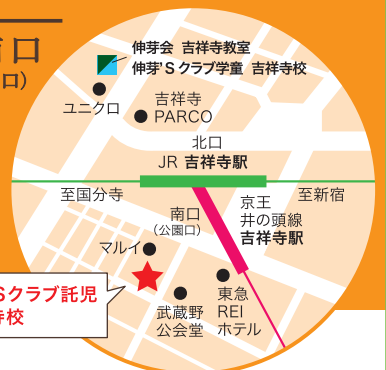 口
口）
伸芽会 吉祥寺教室
伸芽'Sクラブ学童 吉祥寺校
ユニクロ
吉祥寺
PARCO
北口
JR 吉祥寺駅
至国分寺
至新宿
南口
（公園口）
京王
井の頭線
吉祥寺駅
マルイ
Sクラブ託児
寺校
武蔵野
公会堂
東急
REI
ホテル